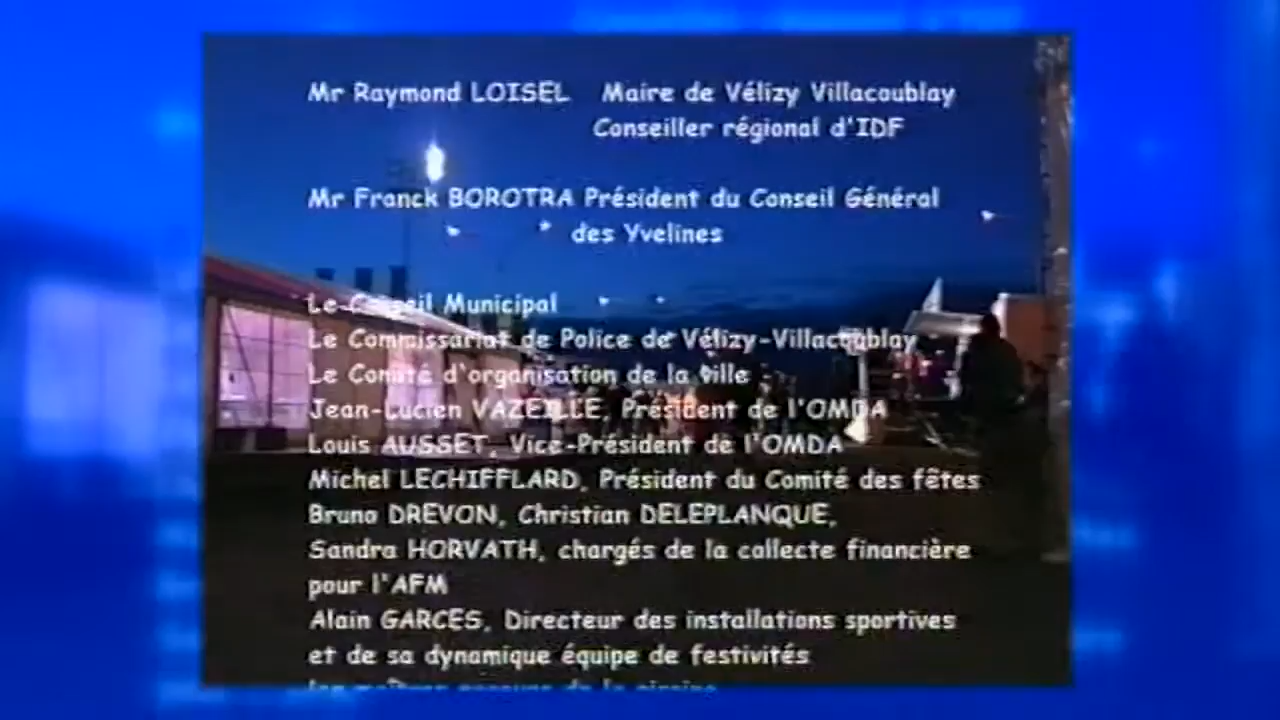 Mr Raymond LOISEL Maire de Vélizy Villacoublay
Conseiller régional d'IDF
Mr Franck BOROTRA Président du Conseil Général
des Yvelines
Le Conseil Municipal
Le Commissariat de Police de Vélizy-Villacoublay
Le Comité d'organisation de la ville
Jean-Lucien VAZEILLE, Président de l'OMDA
Louis AUSSET, Vice-Président de l'OMDA
Michel LECHIFFLARD, Président du Comité des fêtes
Bruno DREVON, Christian DELEPLANQUE,
Sandra HORVATH, chargés de la collecte financière
pour l'AFM
Alain GARCES, Directeur des installations sportives
et de sa dynamique équipe de festivités